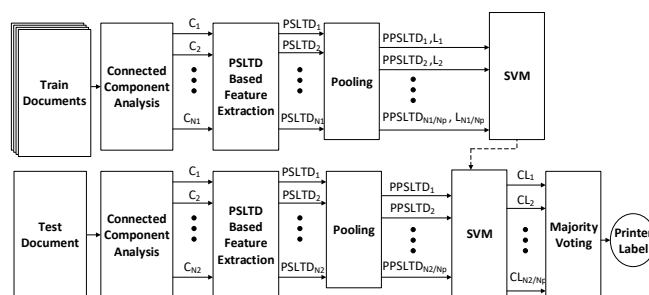 Train
Documents
Connected
Component
Analysis
C1
C2
CN1
PSLTD
Based
Feature
Extraction
PSLTD1
PSLTD2
PSLTDN1
Pooling
PPSLTD1,L1
PPSLTD2, L2
PPSLTDN1/Np , LN1/Np
SVM
Test
Document
Connected
Component
Analysis
C1
C2
CN2
PSLTD
Based
Feature
Extraction
PSLTD1
PSLTD2
PSLTDN2
Pooling
PPSLTD1
PPSLTD2
PPSLTDN2/Np
SVM
CL1
CL2
CLN2/Np
Majority
Voting
Printer
Label